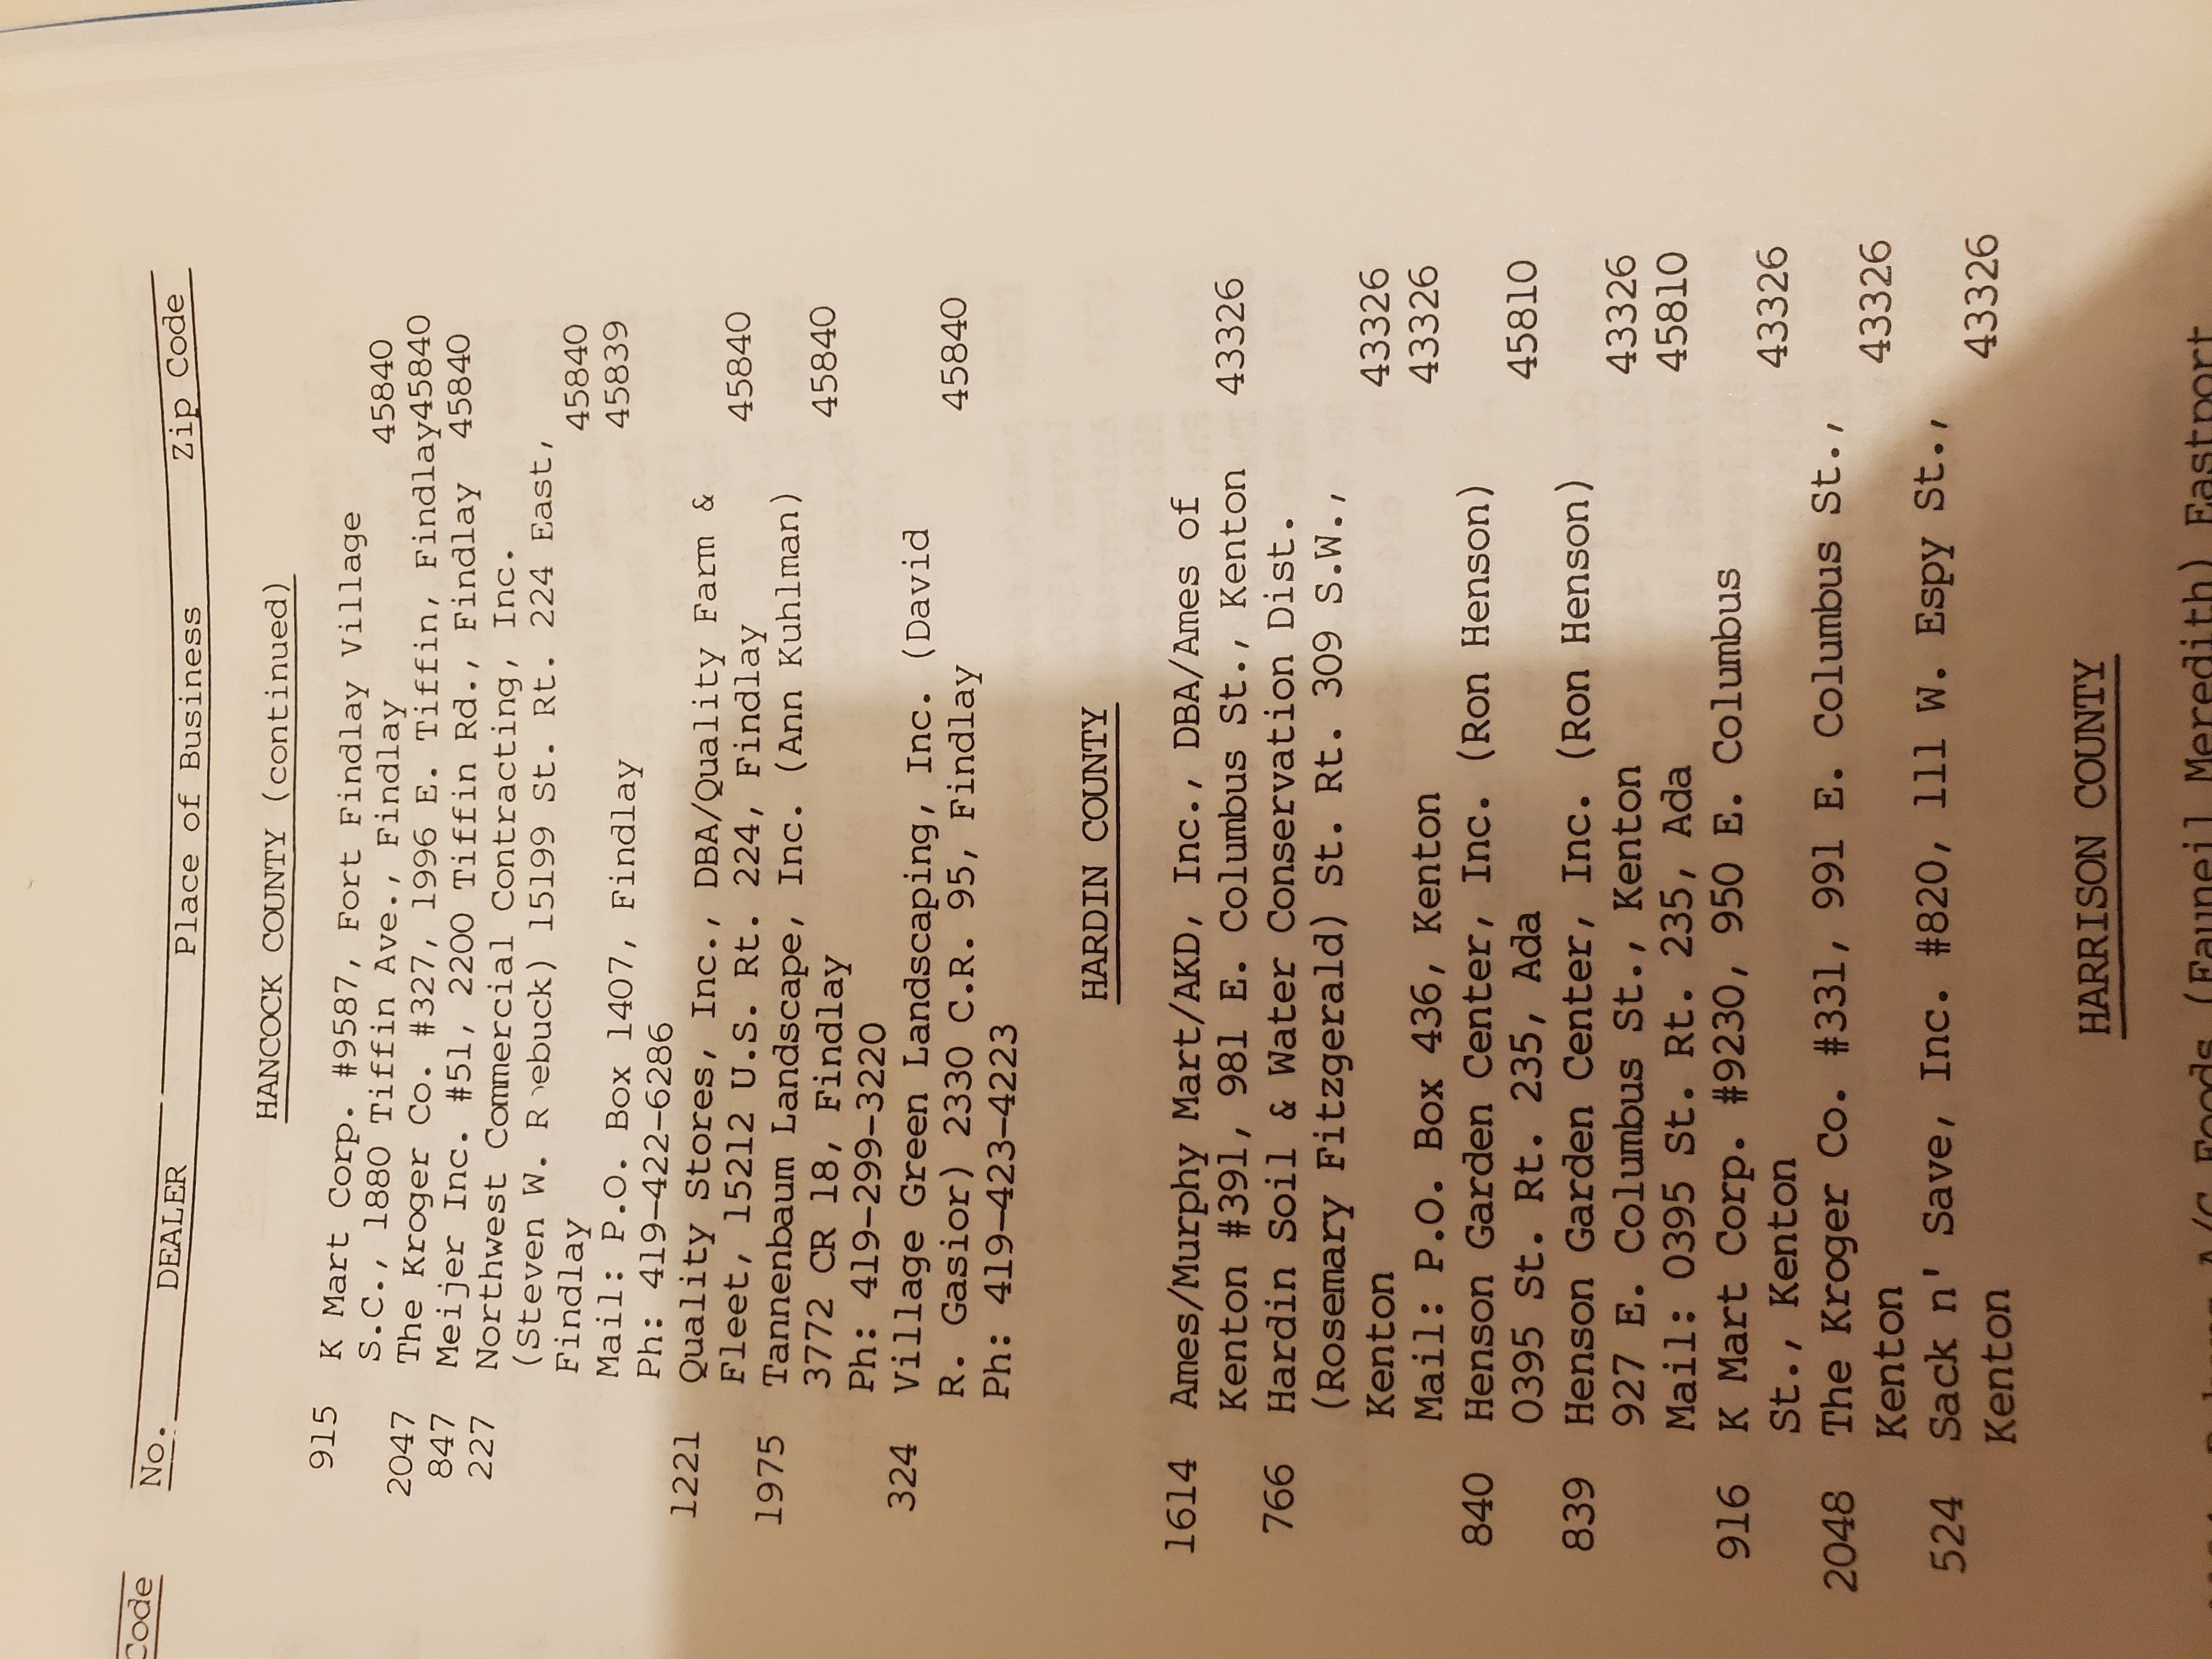 Code No. DEALER Place of Business Zip Code
HANCOCK COUNTY (continued)
915 K Mart Corp. #9587, Fort Findlay Village
S.C., 1880 Tiffin Ave., Findlay 45840
2047 The Kroger Co. #327, 1996 E. Tiffin, Findlay45840
847 Meijer Inc. #51, 2200 Tiffin Rd., Findlay 45840
227 Northwest Commercial Contracting, Inc.
(Steven W. R ebuck) 15199 St. Rt. 224 East,
Findlay 45840
Mail: P.O. Box 1407, Findlay 45839
Ph: 419-422-6286
1221 Quality Stores, Inc., DBA/Quality Farm &
Fleet, 15212 U.S. Rt. 224, Findlay 45840
1975 Tannenbaum Landscape, Inc. (Ann Kuhlman)
3772 CR 18, Findlay 45840
Ph: 419-299-3220
324 Village Green Landscaping, Inc. (David
R. Gasior) 2330 C.R. 95, Findlay 45840
Ph: 419-423-4223
HARDIN COUNTY
1614 Ames/Murphy Mart/AKD, Inc., DBA/Ames of
Kenton #391, 981 E. Columbus St., Kenton 43326
766 Hardin Soil & Water Conservation Dist.
(Rosemary Fitzgerald) St. Rt. 309 S.W.,
Kenton 43326
Mail: P.O. Box 436, Kenton 43326
840 Henson Garden Center, Inc. (Ron Henson)
0395 St. Rt. 235, Ada 45810
839 Henson Garden Center, Inc. (Ron Henson)
927 E. Columbus St., Kenton 43326
Mail: 0395 St. Rt. 235, Ada 45810
916 K Mart Corp. #9230, 950 E. Columbus
St., Kenton 43326
2048 The Kroger Co. #331, 991 E. Columbus St.,
Kenton 43326
524 Sack n' Save, Inc. #820, 111 W. Espy St.,
Kenton 43326
HARRISON COUNTY
Foods (Faunei Meredith) Eastport